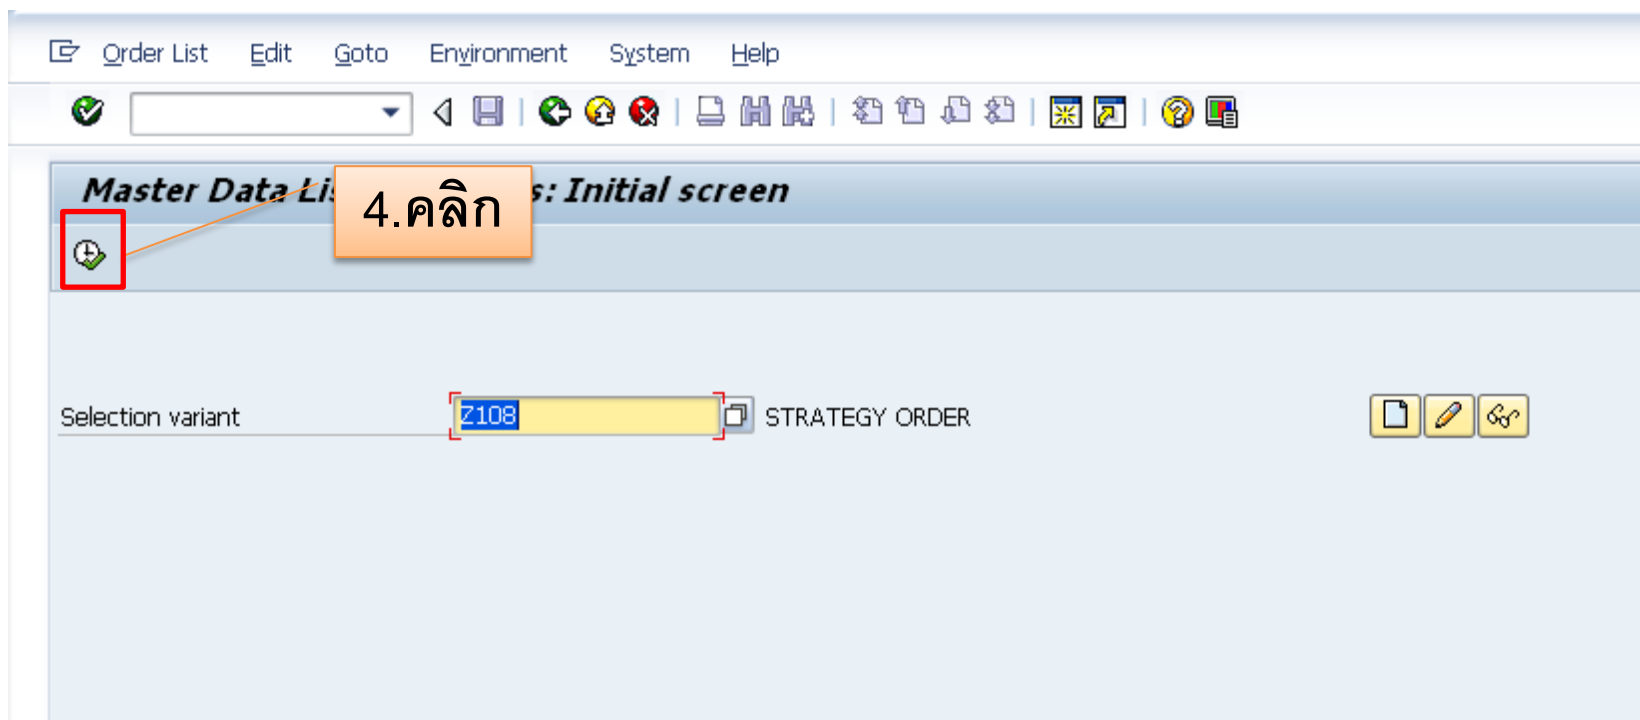 Order List Edit Goto Environment System Help
Master Data Lis s: Initial screen
4.คลิก
Selection variant Z108 STRATEGY ORDER